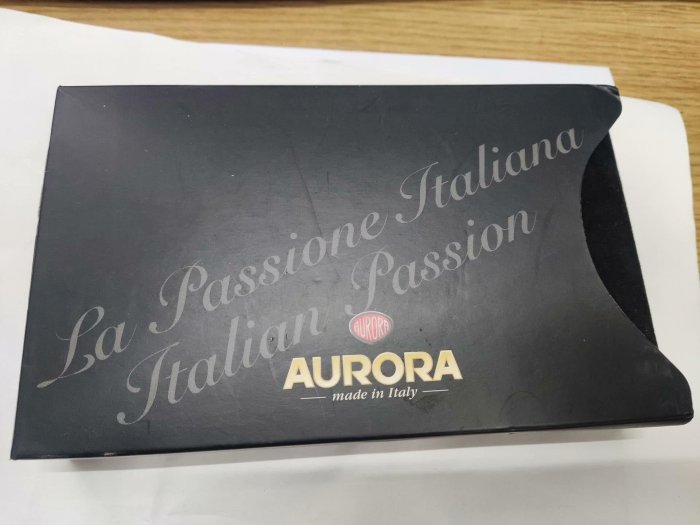 La Passione Italiana
Italian Passion
AURORA
AURORA
made in Italy